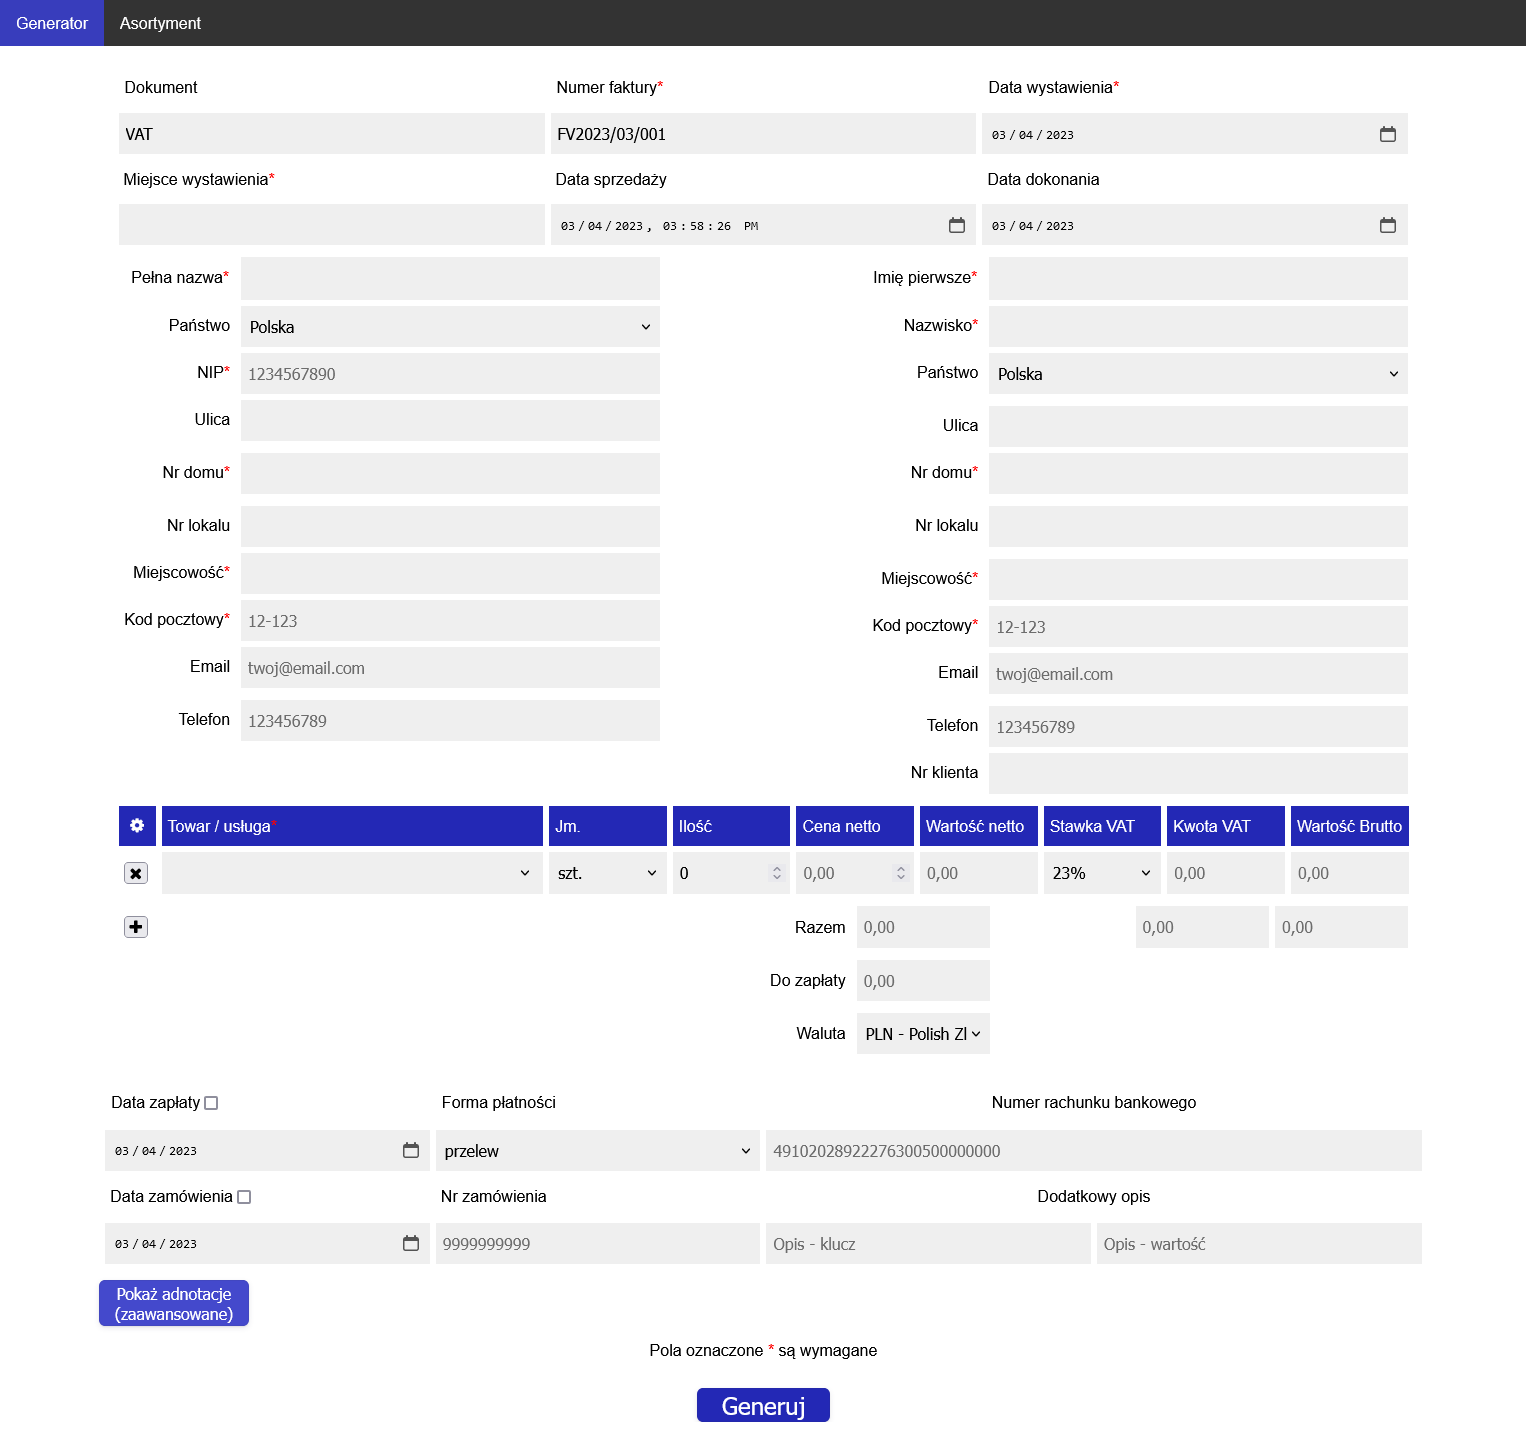 Generator Asortyment
Dokument Numer faktury* Data wystawienia*
VAT FV2023/03/001 03/04/2023
Miejsce wystawienia* Data sprzedaży Data dokonania
03/04/2023, 03:58:26 PM 03/04/2023
Pełna nazwa*
Państwo Polska
NIP* 1234567890
Ulica
Nr domu*
Nr lokalu
Miejscowość*
Kod pocztowy* 12-123
Email twoj@email.com
Telefon 123456789
Imię pierwsze*
Nazwisko*
Państwo Polska
Ulica
Nr domu*
Nr lokalu
Miejscowość*
Kod pocztowy* 12-123
Email twoj@email.com
Telefon 123456789
Nr klienta
Towar / usługa* Jm. Ilość Cena netto Wartość netto Stawka VAT Kwota VAT Wartość Brutto
szt. 0 0,00 0,00 23% 0,00 0,00
Razem 0,00 0,00 0,00
Do zapłaty 0,00
Waluta PLN - Polish Zl
Data zapłaty Forma płatności Numer rachunku bankowego
03/04/2023 przelew 49102028922276300500000000
Data zamówienia Nr zamówienia Dodatkowy opis
03/04/2023 9999999999 Opis - klucz Opis - wartość
Pokaż adnotacje
(zaawansowane)
Pola oznaczone * są wymagane
Generuj